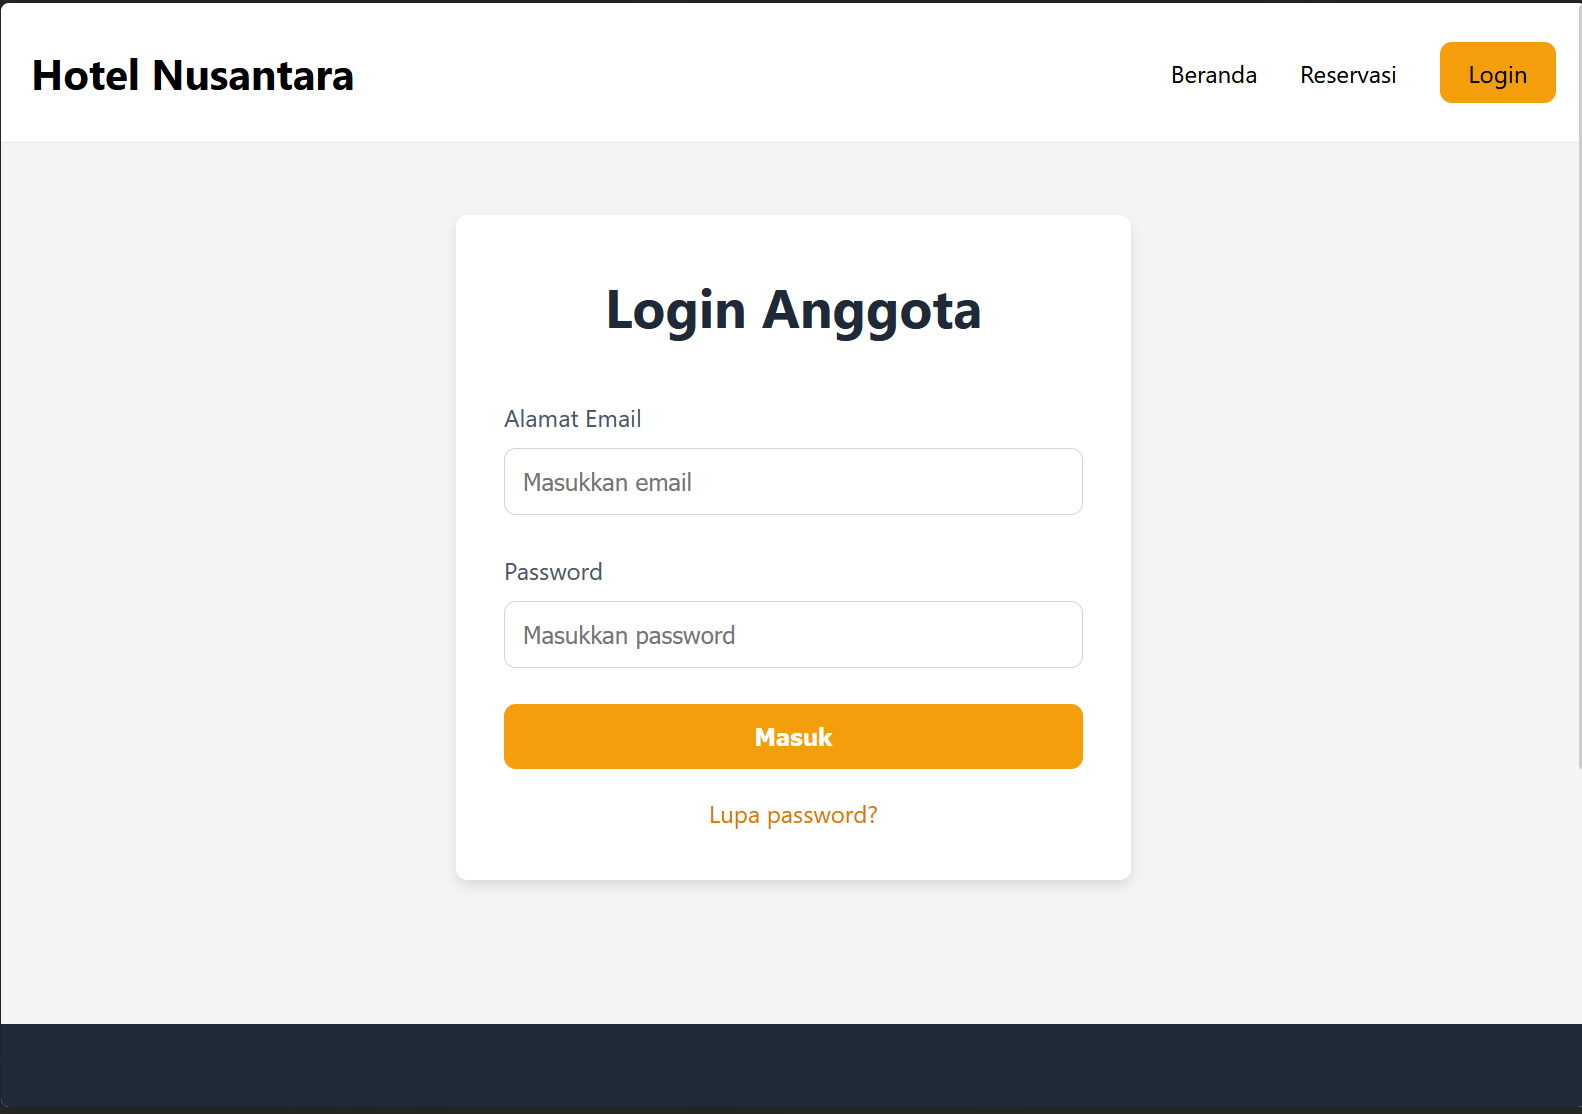 Hotel Nusantara
Beranda
Reservasi
Login
Login Anggota
Alamat Email
Masukkan email
Password
Masukkan password
Masuk
Lupa password?